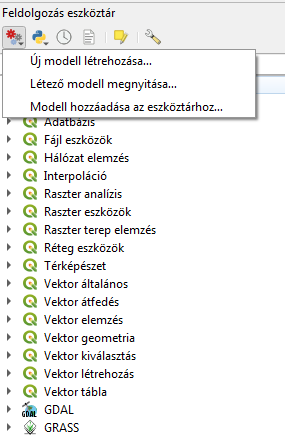 Feldolgozás eszköztár
Új modell létrehozása...
Létező modell megnyitása...
Modell hozzáadása az eszköztárhoz...
Adatbázis
Fájl eszközök
Hálózat elemzés
Interpoláció
Raszter analízis
Raszter eszközök
Raszter terep elemzés
Réteg eszközök
Térképészet
Vektor általános
Vektor átfedés
Vektor elemzés
Vektor geometria
Vektor kiválasztás
Vektor létrehozás
Vektor tábla
GDAL
GRASS